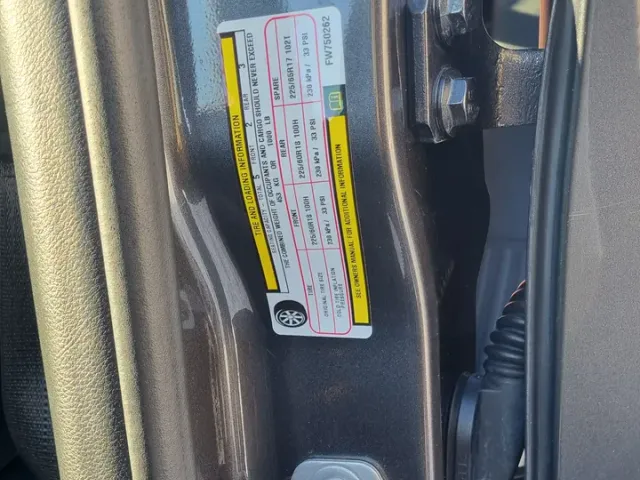 TIRE AND LOADING INFORMATION
SEATING CAPACITY - TOTAL 5 FRONT 2 REAR 3
THE COMBINED WEIGHT OF OCCUPANTS AND CARGO SHOULD NEVER EXCEED
453 KG OR 1000 LB
TIRE FRONT REAR SPARE
ORIGINAL TIRE SIZE 225/60R18 100H 225/60R18 100H 225/65R17 102T
COLD TIRE INFLATION PRESSURE 230 kPa / 33 PSI 230 kPa / 33 PSI 230 kPa / 33 PSI
SEE OWNERS MANUAL FOR ADDITIONAL INFORMATION
FW750262